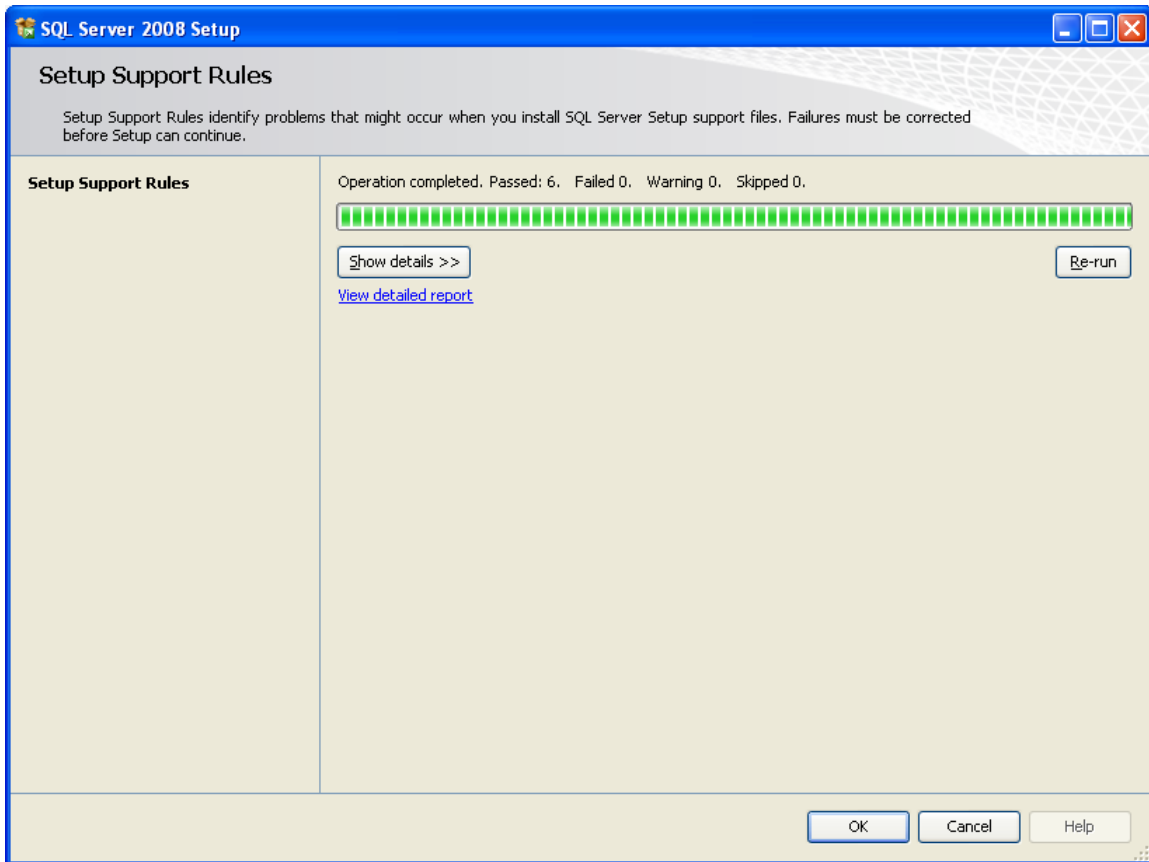 SQL Server 2008 Setup
Setup Support Rules
Setup Support Rules identify problems that might occur when you install SQL Server Setup support files. Failures must be corrected
before Setup can continue.
Setup Support Rules
Operation completed. Passed: 6. Failed 0. Warning 0. Skipped 0.
Show details >>
Re-run
View detailed report
OK
Cancel
Help